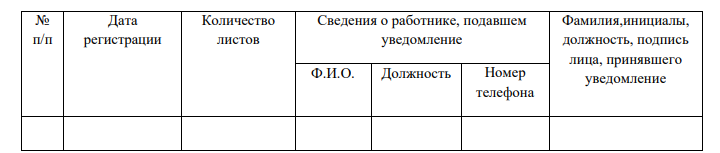 №
п/п
Дата
регистрации
Количество
листов
Сведения о работнике, подавшем
уведомление
Ф.И.О.
Должность
Номер
телефона
Фамилия,инициалы,
должность, подпись
лица, принявшего
уведомление